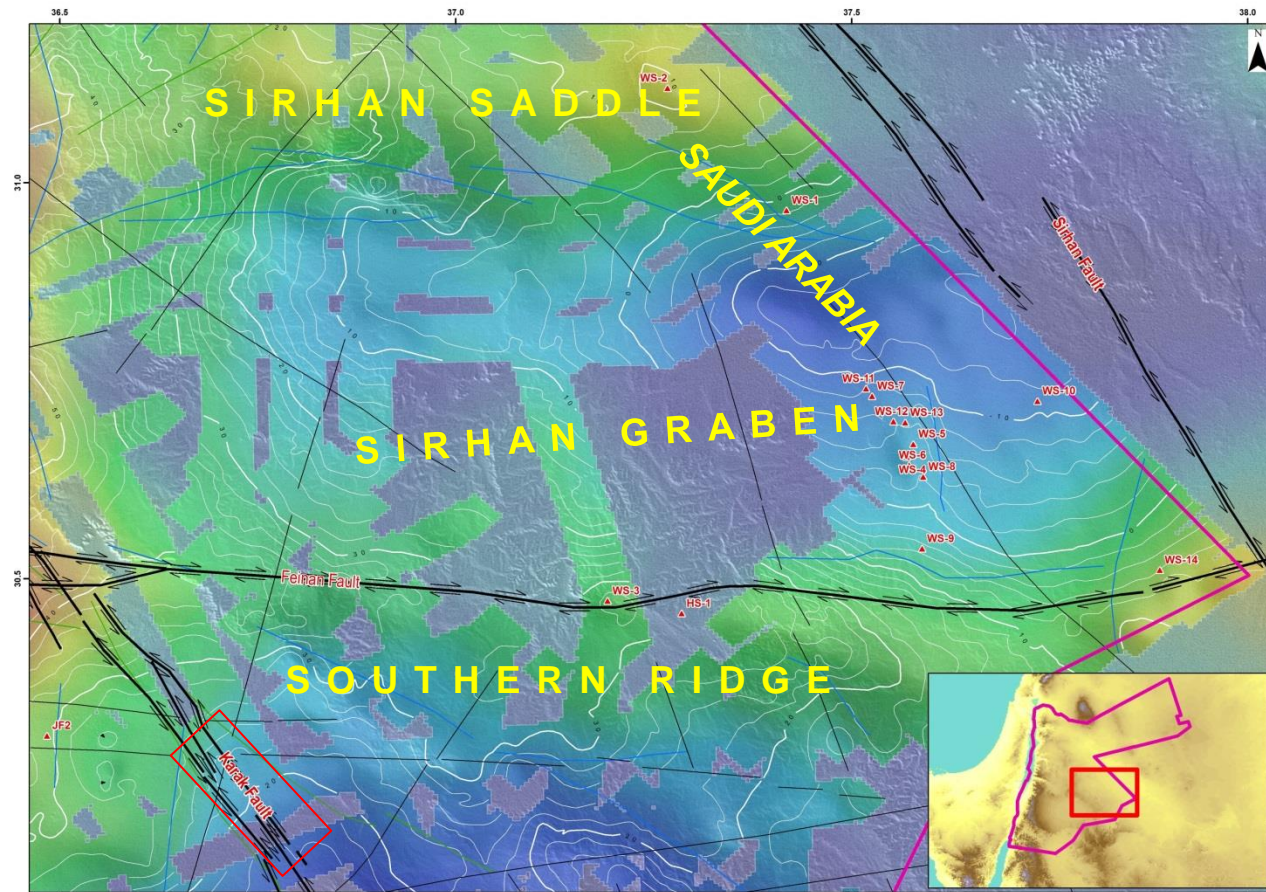 36.5
37.0
37.5
38.0
N
WS-2
SIRHAN SADDLE
31.0
WS-1
SAUDI ARABIA
Sirhan Fault
WS-11
WS-7
WS-10
WS-12
WS-13
SIRHAN GRABEN
WS-5
WS-6
WS-4
WS-8
WS-9
30.5
Feinan Fault
WS-3
HS-1
WS-14
SOUTHERN RIDGE
JF2
Karak Fault